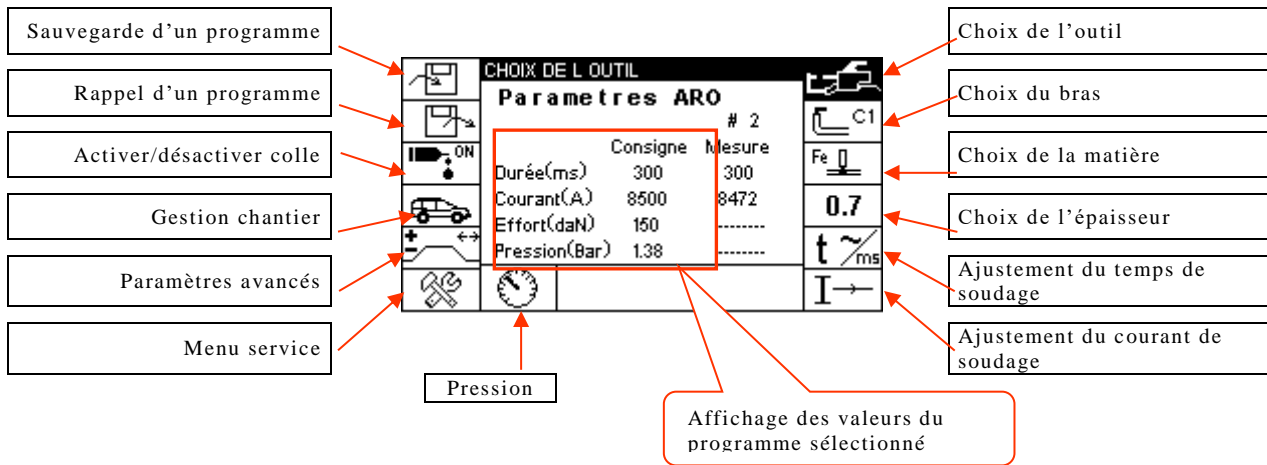 Sauvegarde d'un programme
Rappel d'un programme
Activer/désactiver colle
Gestion chantier
Paramètres avancés
Menu service
CHOIX DE L OUTIL
Parametres ARO
# 2
Consigne Mesure
Durée(ms) 300 300
Courant(A) 8500 8472
Effort(daN) 150 --------
Pression(Bar) 1.38 --------
ON
C1
Fe
0.7
t ~/ms
I
Pression
Choix de l'outil
Choix du bras
Choix de la matière
Choix de l'épaisseur
Ajustement du temps de
soudage
Ajustement du courant de
soudage
Affichage des valeurs du
programme sélectionné